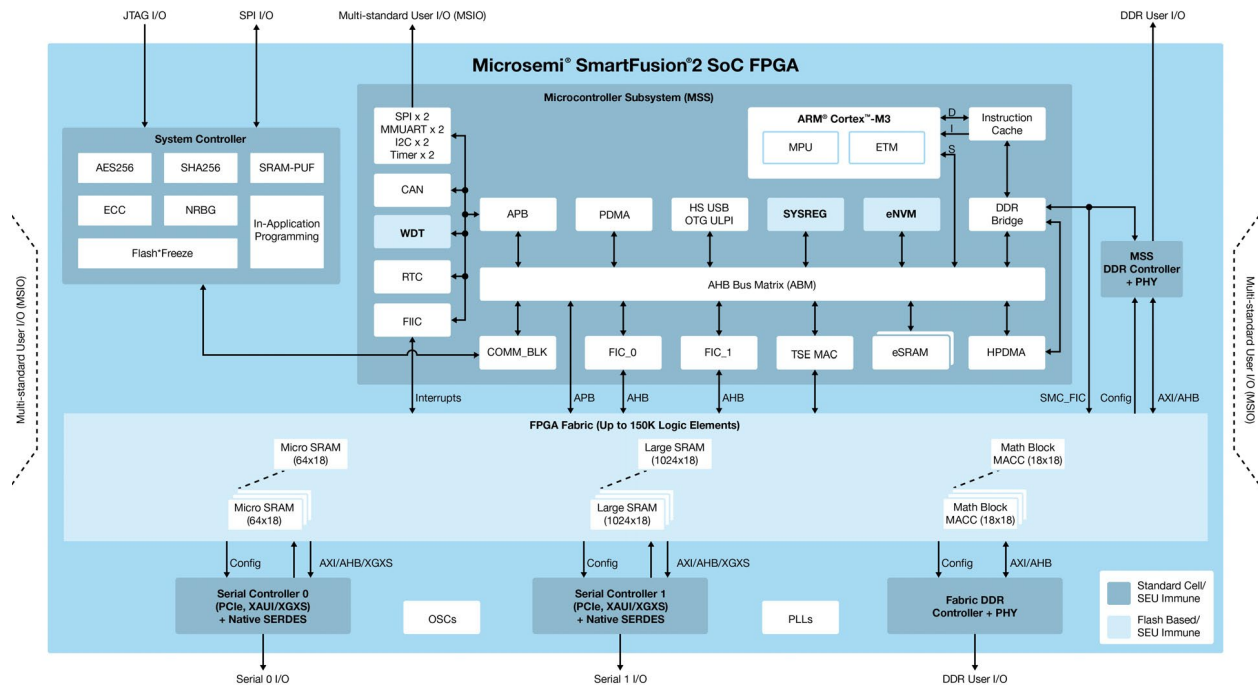 JTAG I/O
SPI I/O
Multi-standard User I/O (MSIO)
DDR User I/O
Microsemi® SmartFusion®2 SoC FPGA
Microcontroller Subsystem (MSS)
System Controller
AES256
SHA256
SRAM-PUF
ECC
NRBG
In-Application
Programming
Flash*Freeze
SPI x 2
MMUART x 2
I2C x 2
Timer x 2
CAN
WDT
RTC
FIIC
ARM® Cortex™-M3
MPU
ETM
D
I
S
Instruction
Cache
APB
PDMA
HS USB
OTG ULPI
SYSREG
eNVM
DDR
Bridge
AHB Bus Matrix (ABM)
COMM_BLK
FIC_0
FIC_1
TSE MAC
eSRAM
HPDMA
MSS
DDR Controller
+ PHY
Multi-standard User I/O (MSIO)
Multi-standard User I/O (MSIO)
Interrupts
APB
AHB
AHB
SMC_FIC
Config
AXI/AHB
FPGA Fabric (Up to 150K Logic Elements)
Micro SRAM
(64x18)
Large SRAM
(1024x18)
Math Block
MACC (18x18)
Micro SRAM
(64x18)
Large SRAM
(1024x18)
Math Block
MACC (18x18)
Config
AXI/AHB/XGXS
Config
AXI/AHB/XGXS
Config
AXI/AHB
Serial Controller 0
(PCIe, XAUI/XGXS)
+ Native SERDES
OSCs
Serial Controller 1
(PCIe, XAUI/XGXS)
+ Native SERDES
PLLs
Fabric DDR
Controller + PHY
Standard Cell/
SEU Immune
Flash Based/
SEU Immune
Serial 0 I/O
Serial 1 I/O
DDR User I/O